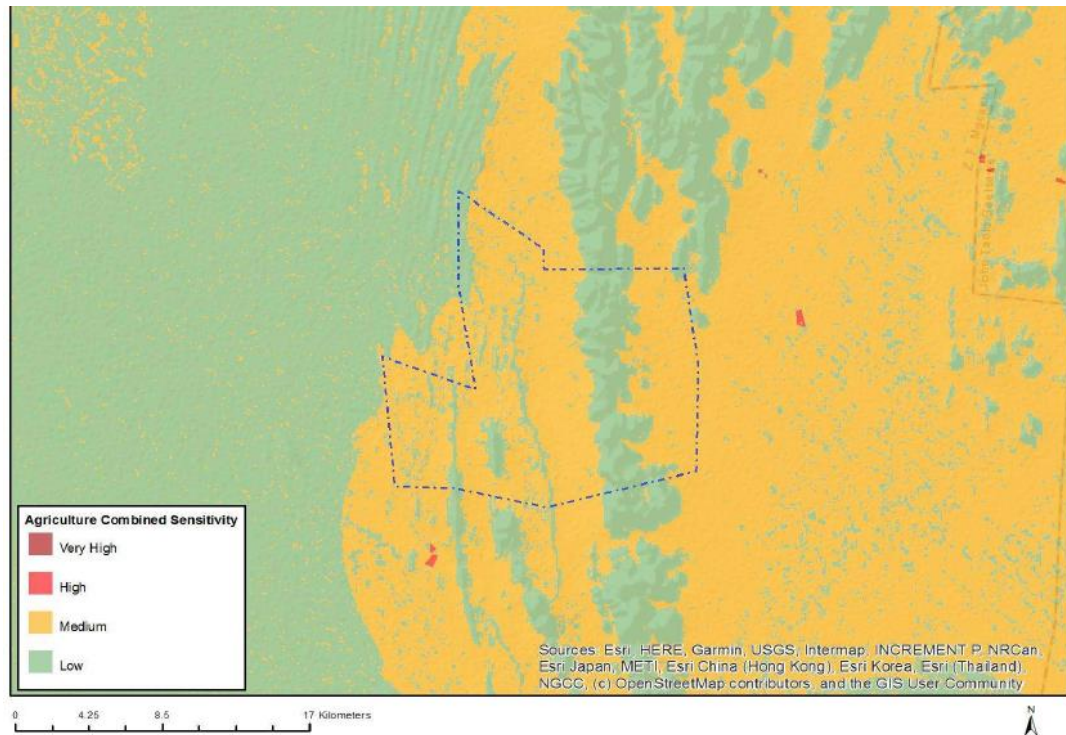 Agriculture Combined Sensitivity
Very High
High
Medium
Low
Sources: Esri, HERE, Garmin, USGS, Intermap, INCREMENT P, NRCan,
Esri Japan, METI, Esri China (Hong Kong), Esri Korea, Esri (Thailand),
NGCC, (c) OpenStreetMap contributors, and the GIS User Community
0 4.25 8.5 17 Kilometers
N